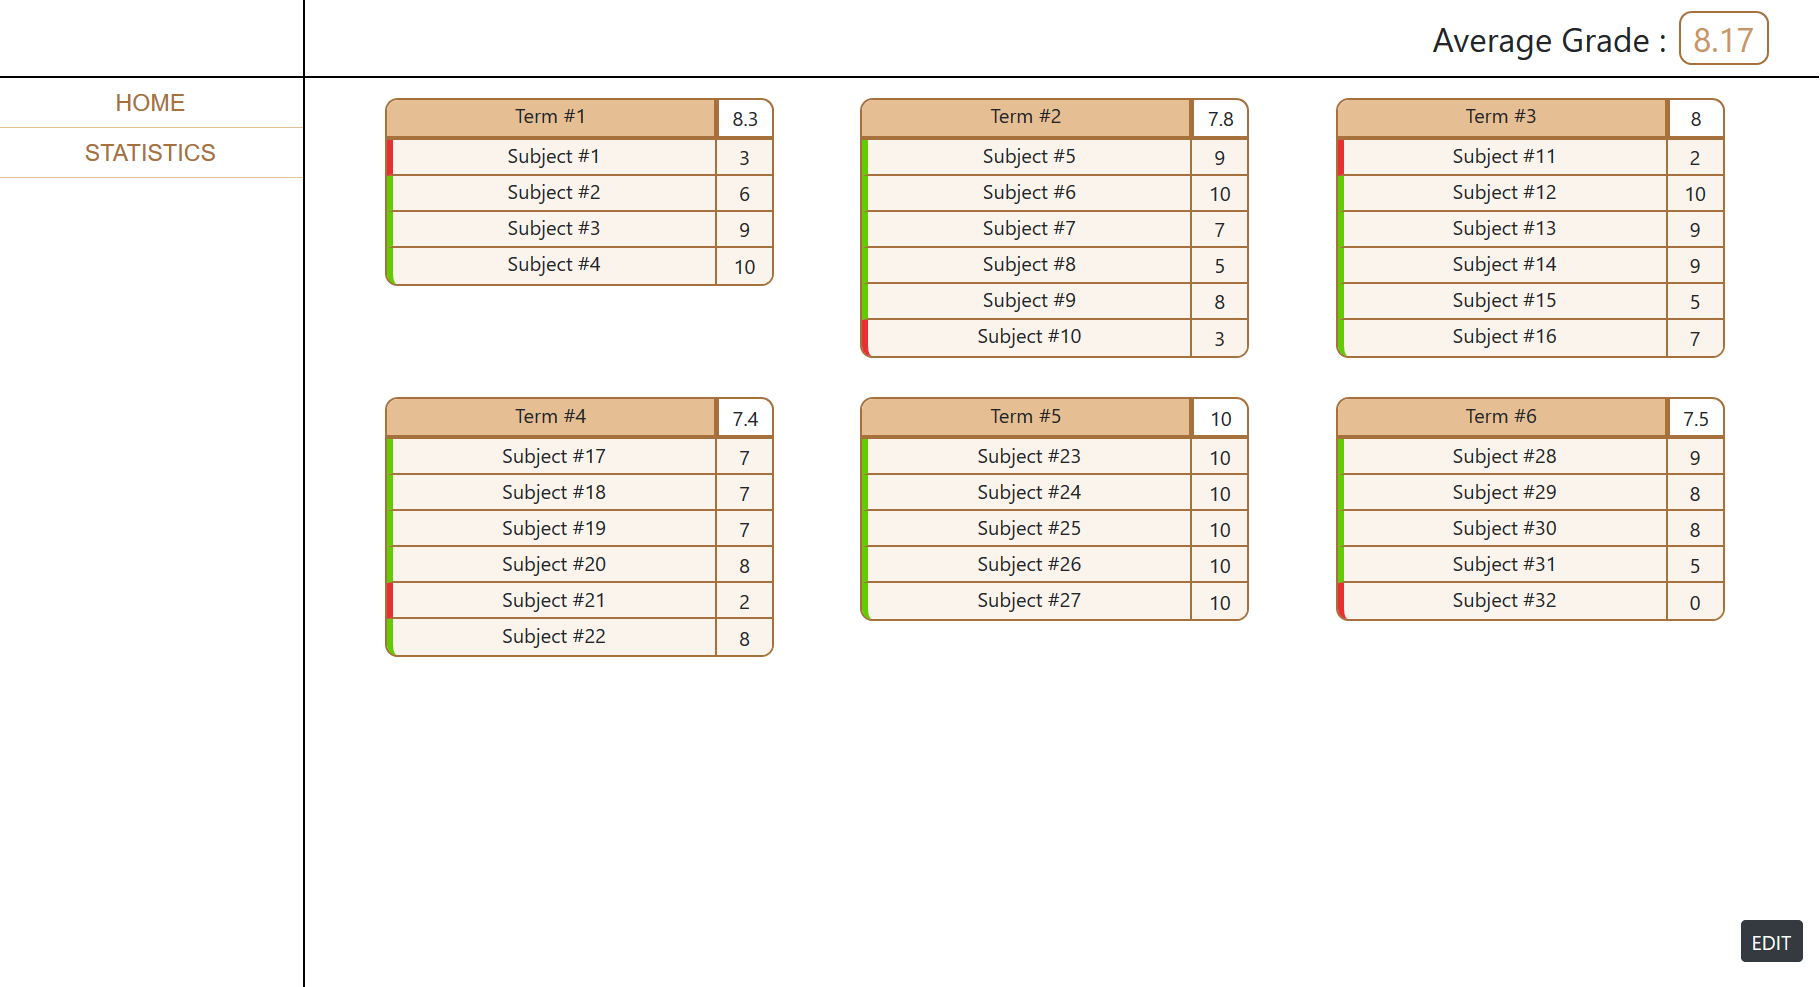 Average Grade : 8.17
HOME
STATISTICS
Term #1 8.3
Subject #1 3
Subject #2 6
Subject #3 9
Subject #4 10
Term #2 7.8
Subject #5 9
Subject #6 10
Subject #7 7
Subject #8 5
Subject #9 8
Subject #10 3
Term #3 8
Subject #11 2
Subject #12 10
Subject #13 9
Subject #14 9
Subject #15 5
Subject #16 7
Term #4 7.4
Subject #17 7
Subject #18 7
Subject #19 7
Subject #20 8
Subject #21 2
Subject #22 8
Term #5 10
Subject #23 10
Subject #24 10
Subject #25 10
Subject #26 10
Subject #27 10
Term #6 7.5
Subject #28 9
Subject #29 8
Subject #30 8
Subject #31 5
Subject #32 0
EDIT